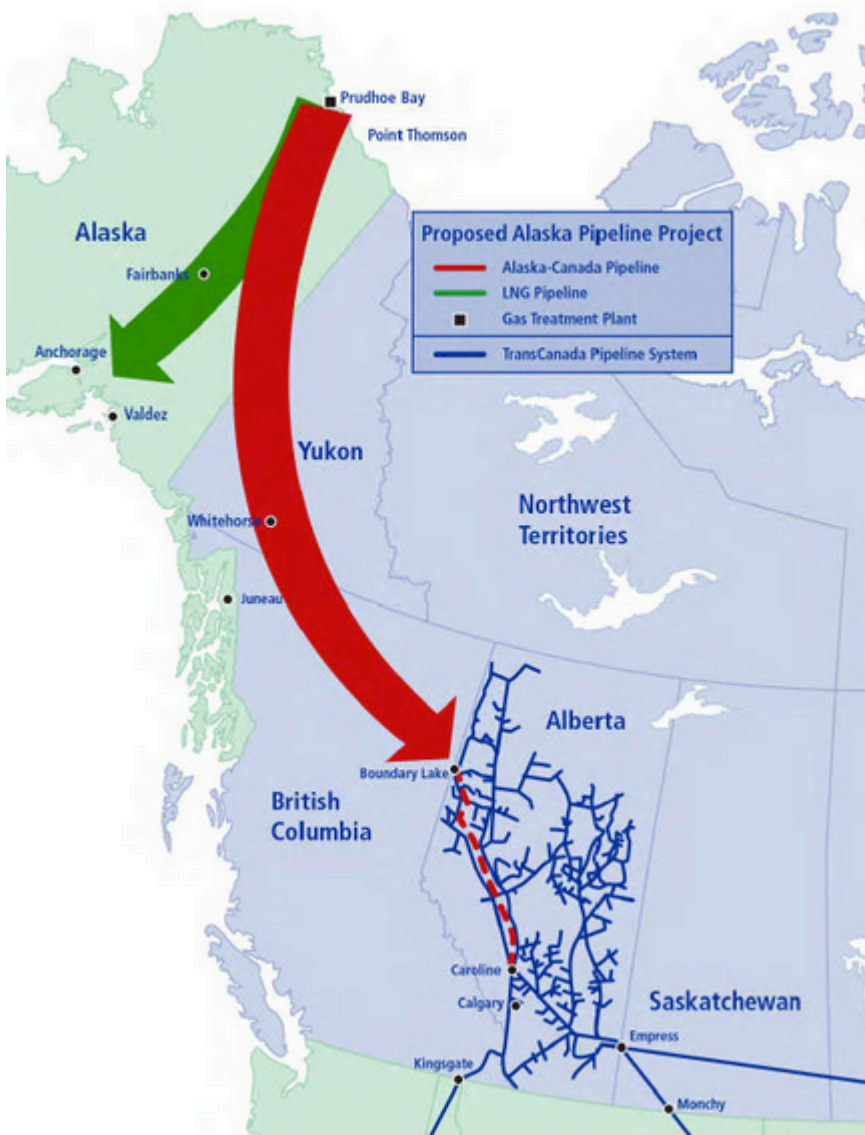 Prudhoe Bay
Point Thomson
Alaska
Proposed Alaska Pipeline Project
Alaska-Canada Pipeline
LNG Pipeline
Gas Treatment Plant
TransCanada Pipeline System
Fairbanks
Anchorage
Valdez
Yukon
Whitehorse
Northwest
Territories
Juneau
Alberta
Boundary Lake
British
Columbia
Caroline
Calgary
Saskatchewan
Empress
Kingsgate
Monchy